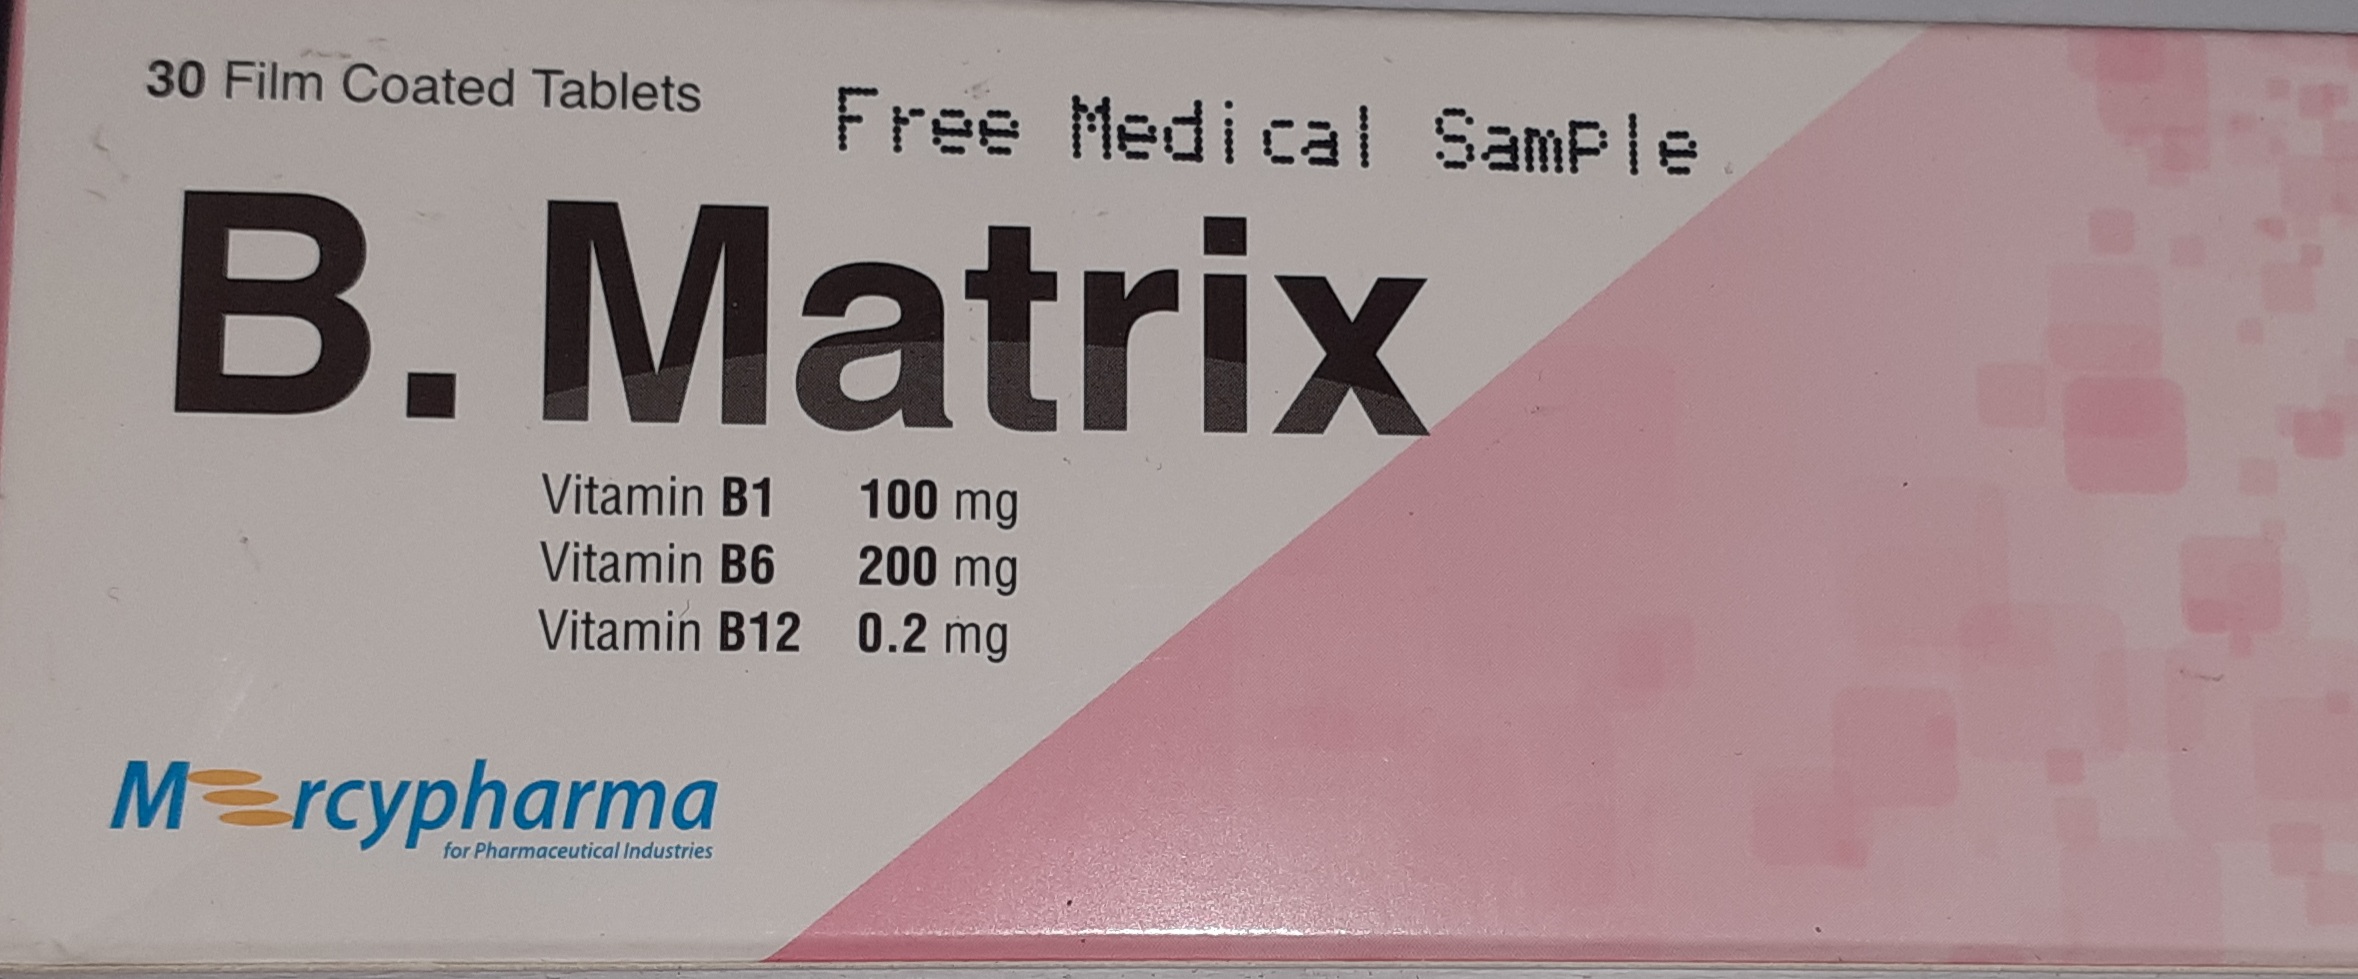 30 Film Coated Tablets
Free Medical Sample
B. Matrix
Vitamin B1 100 mg
Vitamin B6 200 mg
Vitamin B12 0.2 mg
Mercypharma
for Pharmaceutical Industries